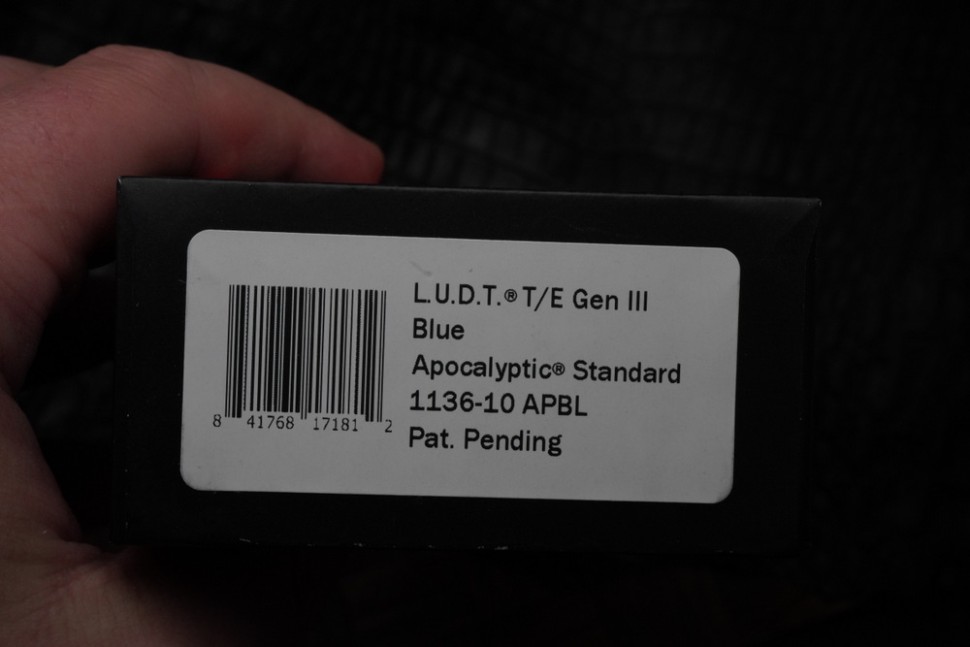 L.U.D.T.® T/E Gen III
Blue
Apocalyptic® Standard
1136-10 APBL
Pat. Pending
8 41768 17181 2